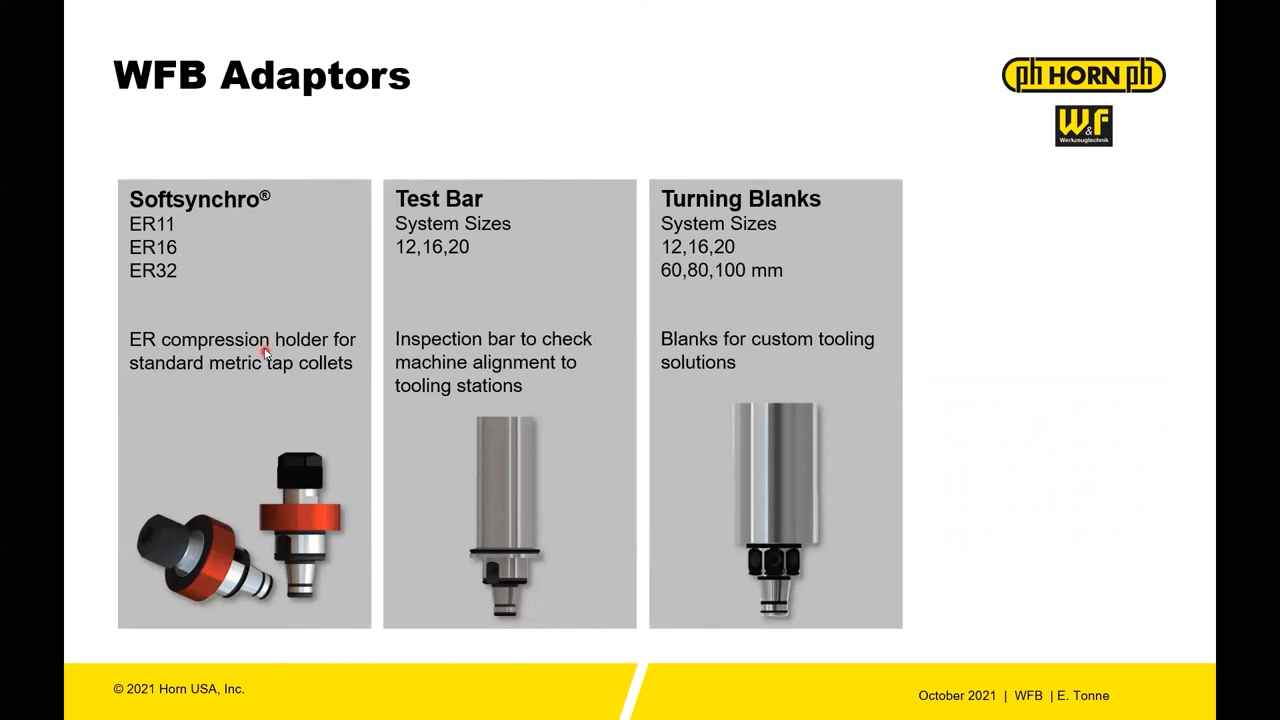 WFB Adaptors
ph HORN ph
W&F
Werkzeugtechnik
Softsynchro®
ER11
ER16
ER32
ER compression holder for
standard metric tap collets
Test Bar
System Sizes
12,16,20
Inspection bar to check
machine alignment to
tooling stations
Turning Blanks
System Sizes
12,16,20
60,80,100 mm
Blanks for custom tooling
solutions
© 2021 Horn USA, Inc.
October 2021 | WFB | E. Tonne